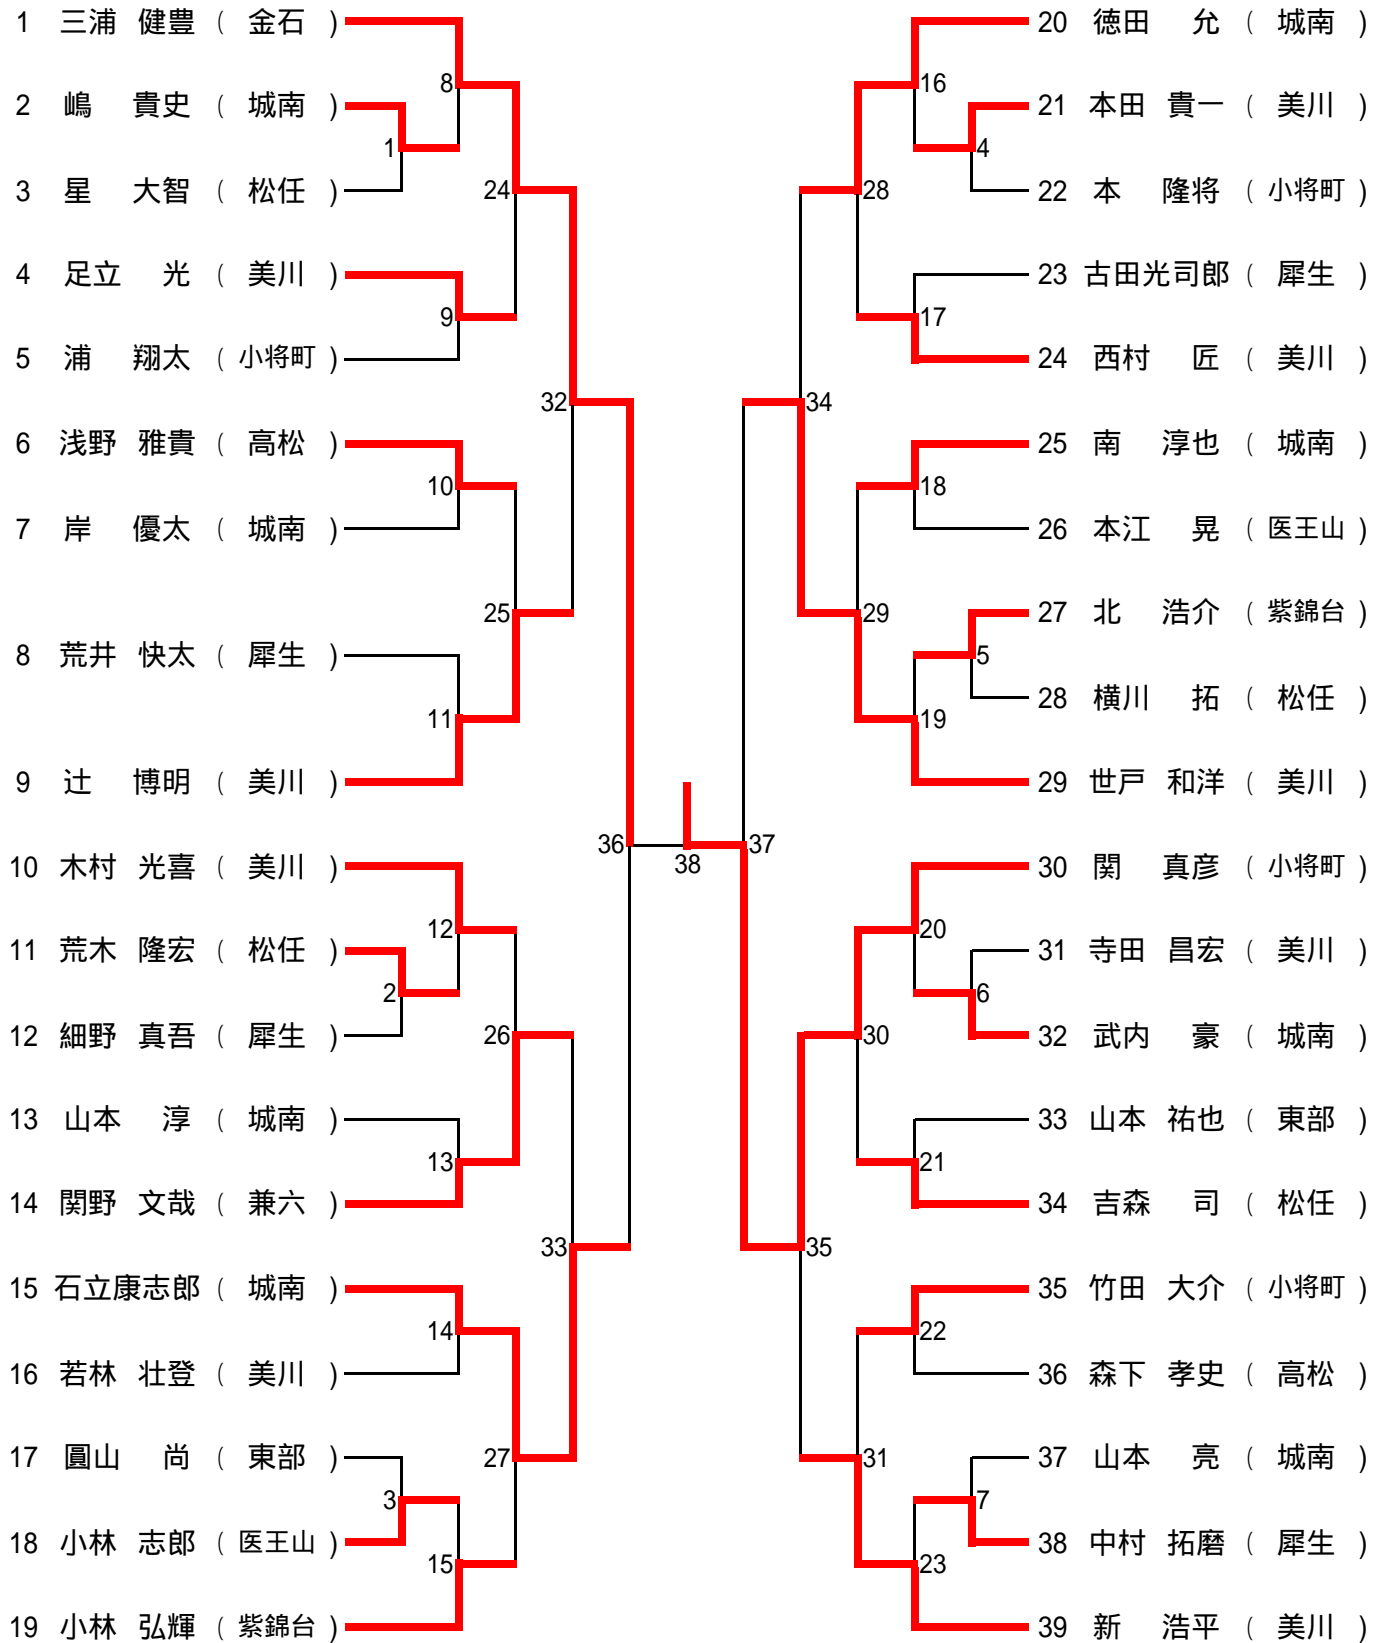 1 三浦 健豊 ( 金石 )
2 嶋 貴史 ( 城南 )
3 星 大智 ( 松任 )
4 足立 光 ( 美川 )
5 浦 翔太 ( 小将町 )
6 浅野 雅貴 ( 高松 )
7 岸 優太 ( 城南 )
8 荒井 快太 ( 犀生 )
9 辻 博明 ( 美川 )
10 木村 光喜 ( 美川 )
11 荒木 隆宏 ( 松任 )
12 細野 真吾 ( 犀生 )
13 山本 淳 ( 城南 )
14 関野 文哉 ( 兼六 )
15 石立康志郎 ( 城南 )
16 若林 壮登 ( 美川 )
17 圓山 尚 ( 東部 )
18 小林 志郎 ( 医王山 )
19 小林 弘輝 ( 紫錦台 )
1
2
3
8
9
10
11
12
13
14
15
24
25
26
27
32
33
36
38
37
34
35
28
29
30
31
16
17
18
19
20
21
22
23
4
5
6
7
20 徳田 允 ( 城南 )
21 本田 貴一 ( 美川 )
22 本 隆将 ( 小将町 )
23 古田光司郎 ( 犀生 )
24 西村 匠 ( 美川 )
25 南 淳也 ( 城南 )
26 本江 晃 ( 医王山 )
27 北 浩介 ( 紫錦台 )
28 横川 拓 ( 松任 )
29 世戸 和洋 ( 美川 )
30 関 真彦 ( 小将町 )
31 寺田 昌宏 ( 美川 )
32 武内 豪 ( 城南 )
33 山本 祐也 ( 東部 )
34 吉森 司 ( 松任 )
35 竹田 大介 ( 小将町 )
36 森下 孝史 ( 高松 )
37 山本 亮 ( 城南 )
38 中村 拓磨 ( 犀生 )
39 新 浩平 ( 美川 )